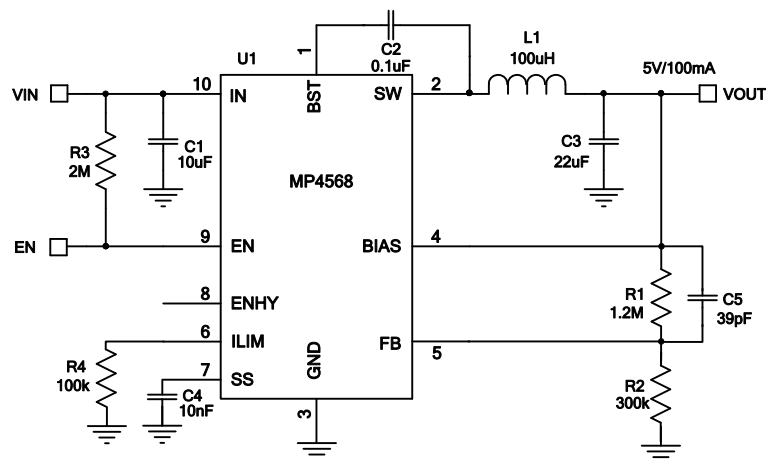 U1
1
C2
0.1uF
L1
100uH
5V/100mA
VIN
10
IN
BST
SW
2
VOUT
C1
10uF
R3
2M
C3
22uF
MP4568
EN
9
EN
BIAS
4
8
ENHY
R1
1.2M
C5
39pF
6
ILIM
FB
5
R4
100k
7
SS
GND
C4
10nF
3
R2
300k